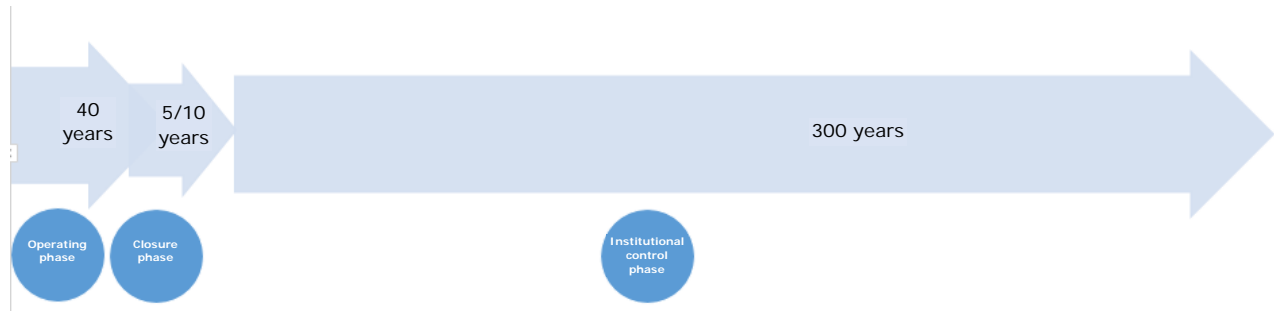 40
years
5/10
years
300 years
Operating
phase
Closure
phase
Institutional
control
phase